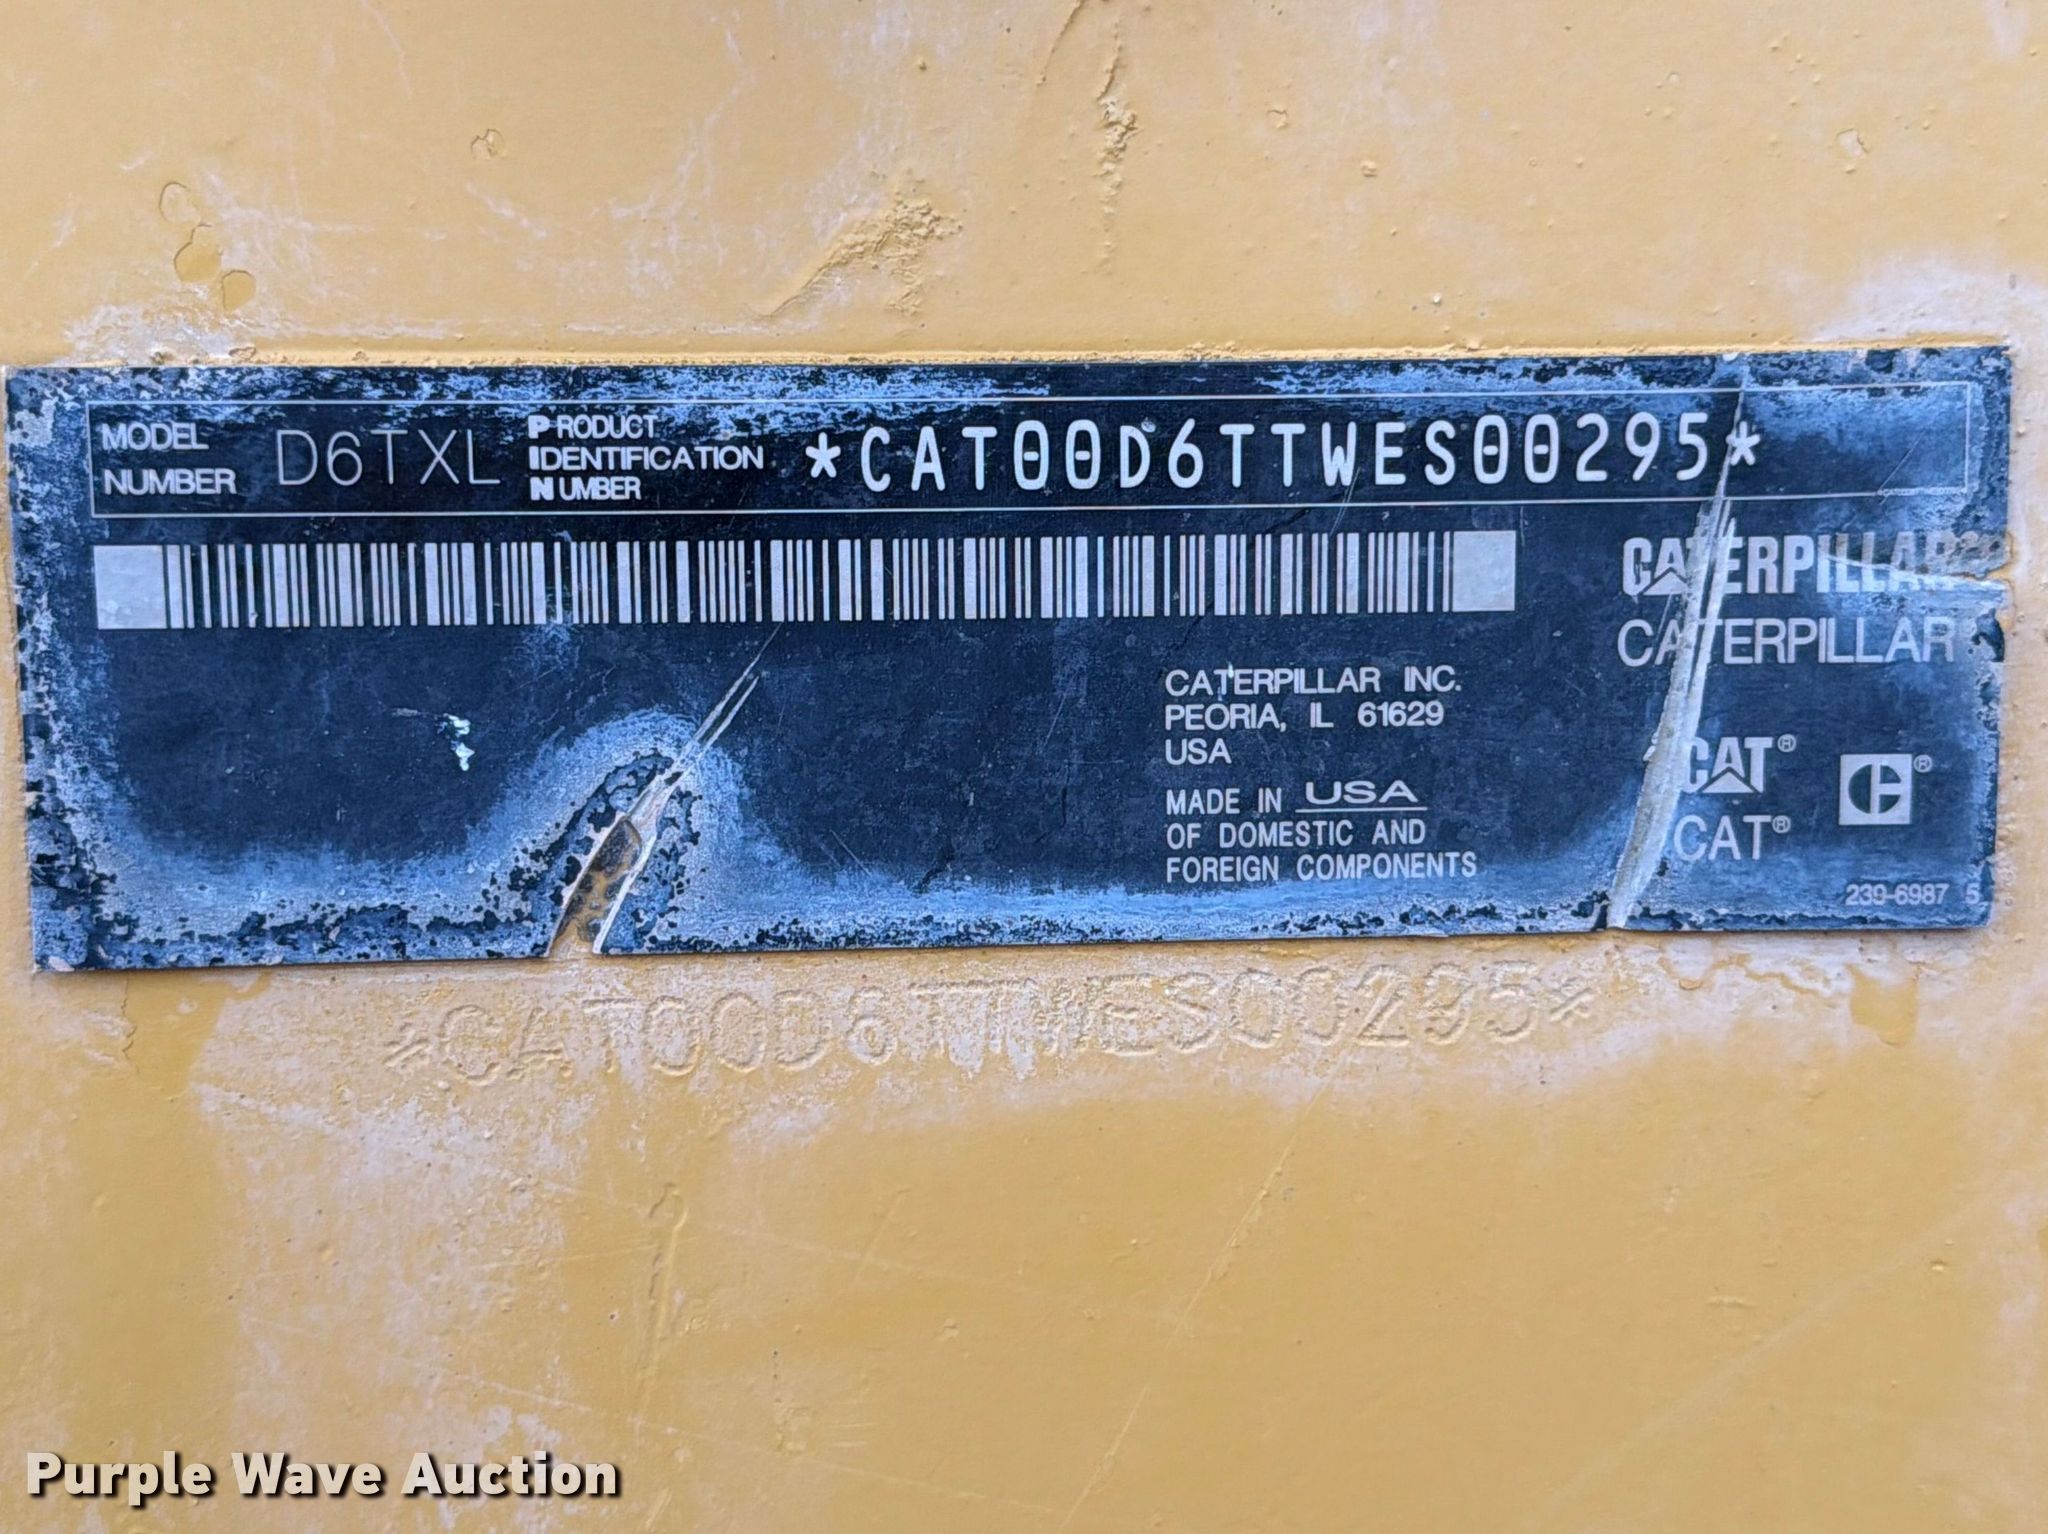 MODEL NUMBER D6TXL PRODUCT IDENTIFICATION NUMBER *CAT00D6TTWES00295*
CATERPILLAR®
CATERPILLAR
CATERPILLAR INC.
PEORIA, IL 61629
USA
MADE IN USA
OF DOMESTIC AND
FOREIGN COMPONENTS
CAT®
CAT®
239-6987 5
*CAT00D6TTWES00295*
Purple Wave Auction